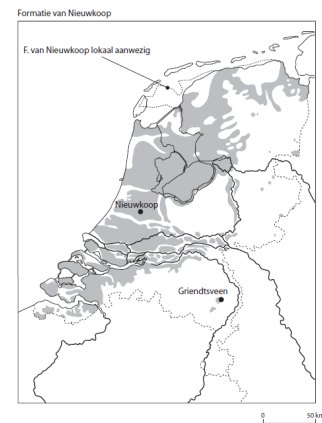 Formatie van Nieuwkoop
F. van Nieuwkoop lokaal aanwezig
Nieuwkoop
Griendtsveen
0 50 km